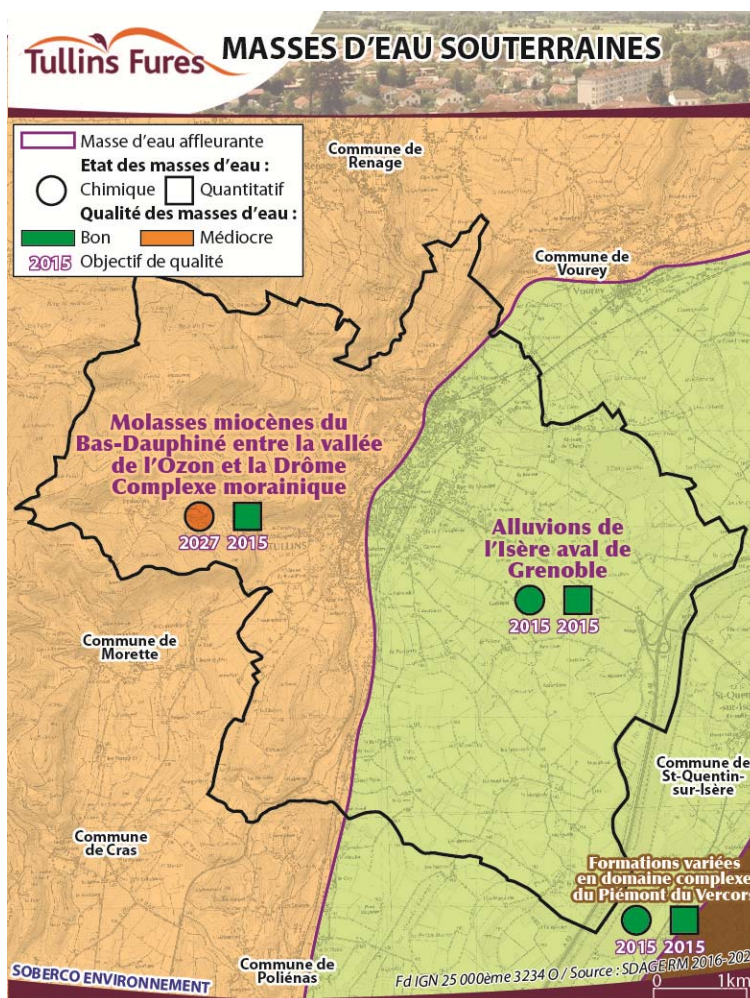 Tullins Fures
MASSES D'EAU SOUTERRAINES
Masse d'eau affleurante
Etat des masses d'eau :
Chimique Quantitatif
Qualité des masses d'eau :
Bon Médiocre
2015 Objectif de qualité
Commune de
Renage
Commune de
Vourey
Molasses miocènes du
Bas-Dauphiné entre la vallée
de l'Ozon et la Drôme
Complexe morainique
2027 2015
TULLINS
Alluvions de
l'Isère aval de
Grenoble
2015 2015
Commune de
Morette
Commune de
St-Quentin-
sur-Isère
Commune
de Cras
Formations variées
en domaine complexe
du Piémont du Vercors
2015 2015
Commune de
Poliénas
SOBERCO ENVIRONNEMENT
Fd IGN 25 000ème 3234 O / Source : SDAGE RM 2016-202
0 1km